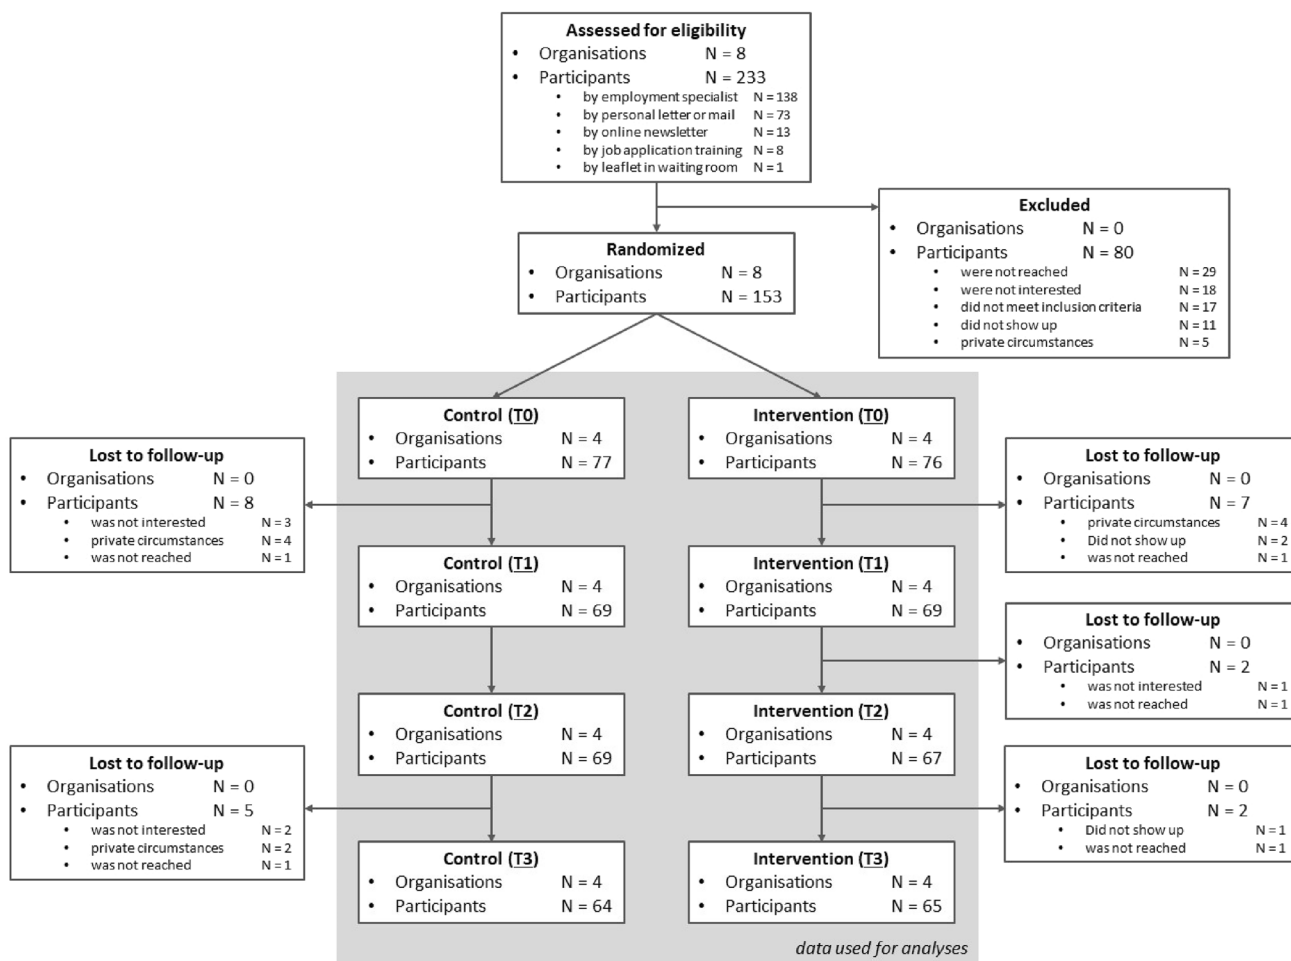 Assessed for eligibility
• Organisations N = 8
• Participants N = 233
• by employment specialist N = 138
• by personal letter or mail N = 73
• by online newsletter N = 13
• by job application training N = 8
• by leaflet in waiting room N = 1
Excluded
• Organisations N = 0
• Participants N = 80
• were not reached N = 29
• were not interested N = 18
• did not meet inclusion criteria N = 17
• did not show up N = 11
• private circumstances N = 5
Randomized
• Organisations N = 8
• Participants N = 153
Control (T0)
• Organisations N = 4
• Participants N = 77
Intervention (T0)
• Organisations N = 4
• Participants N = 76
Lost to follow-up
• Organisations N = 0
• Participants N = 8
• was not interested N = 3
• private circumstances N = 4
• was not reached N = 1
Lost to follow-up
• Organisations N = 0
• Participants N = 7
• private circumstances N = 4
• Did not show up N = 2
• was not reached N = 1
Control (T1)
• Organisations N = 4
• Participants N = 69
Intervention (T1)
• Organisations N = 4
• Participants N = 69
Lost to follow-up
• Organisations N = 0
• Participants N = 2
• was not interested N = 1
• was not reached N = 1
Control (T2)
• Organisations N = 4
• Participants N = 69
Intervention (T2)
• Organisations N = 4
• Participants N = 67
Lost to follow-up
• Organisations N = 0
• Participants N = 5
• was not interested N = 2
• private circumstances N = 2
• was not reached N = 1
Lost to follow-up
• Organisations N = 0
• Participants N = 2
• Did not show up N = 1
• was not reached N = 1
Control (T3)
• Organisations N = 4
• Participants N = 64
Intervention (T3)
• Organisations N = 4
• Participants N = 65
data used for analyses